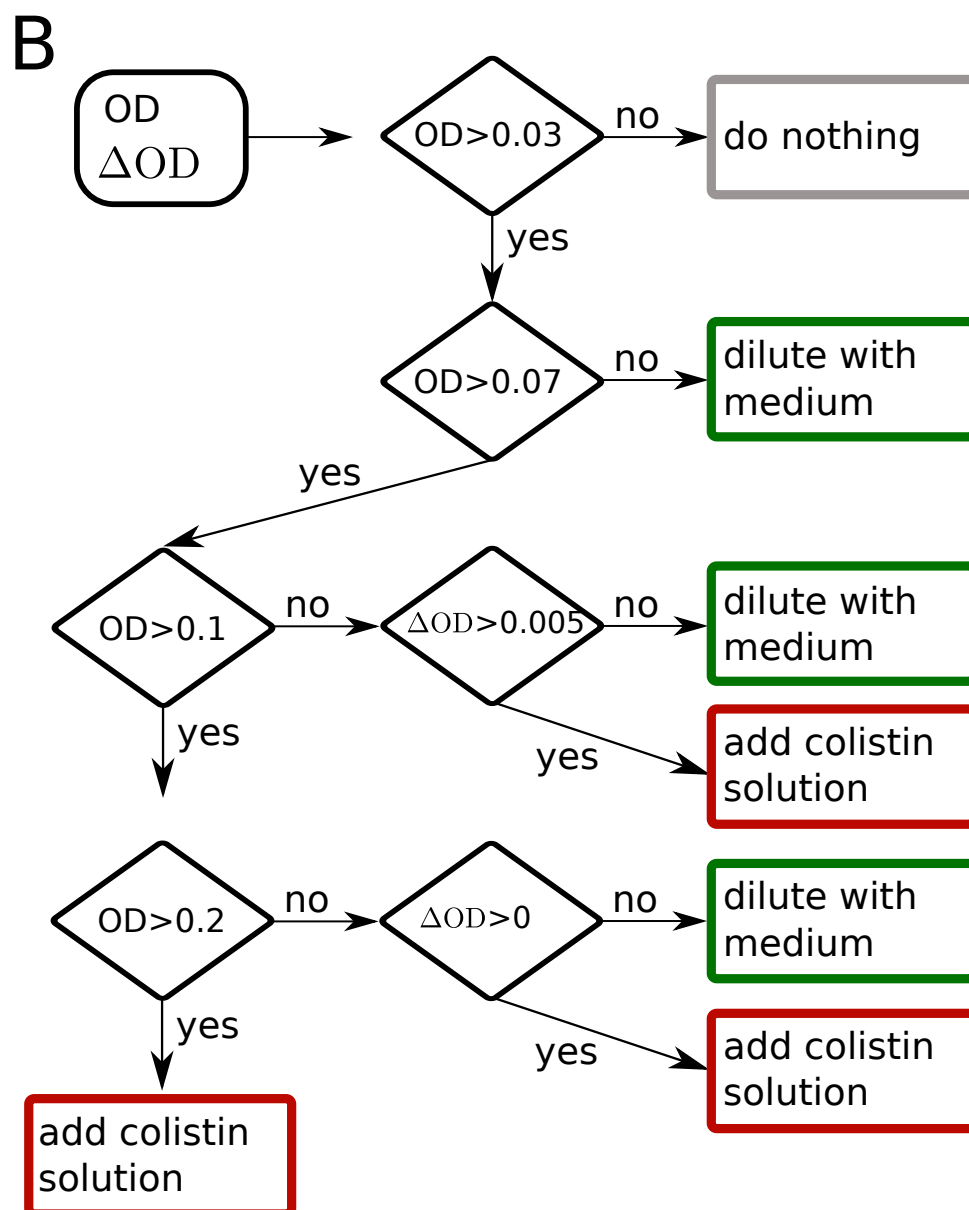 B
OD
ΔOD
OD>0.03
no
do nothing
yes
OD>0.07
no
dilute with
medium
yes
OD>0.1
no
ΔOD>0.005
no
dilute with
medium
yes
yes
add colistin
solution
OD>0.2
no
ΔOD>0
no
dilute with
medium
yes
yes
add colistin
solution
add colistin
solution